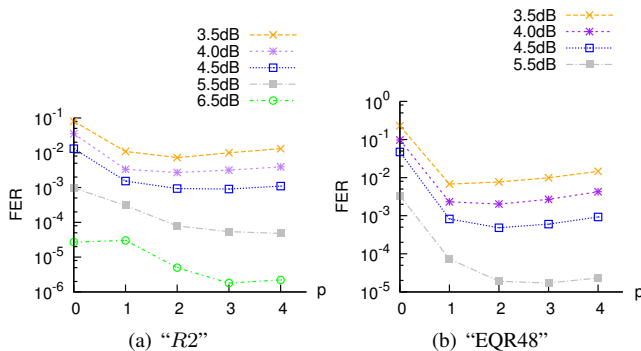 3.5dB
4.0dB
4.5dB
5.5dB
6.5dB
10^-1
10^-2
10^-3
10^-4
10^-5
10^-6
FER
0 1 2 3 4 p
(a) “R2”
3.5dB
4.0dB
4.5dB
5.5dB
10^0
10^-1
10^-2
10^-3
10^-4
10^-5
FER
0 1 2 3 4 p
(b) “EQR48”